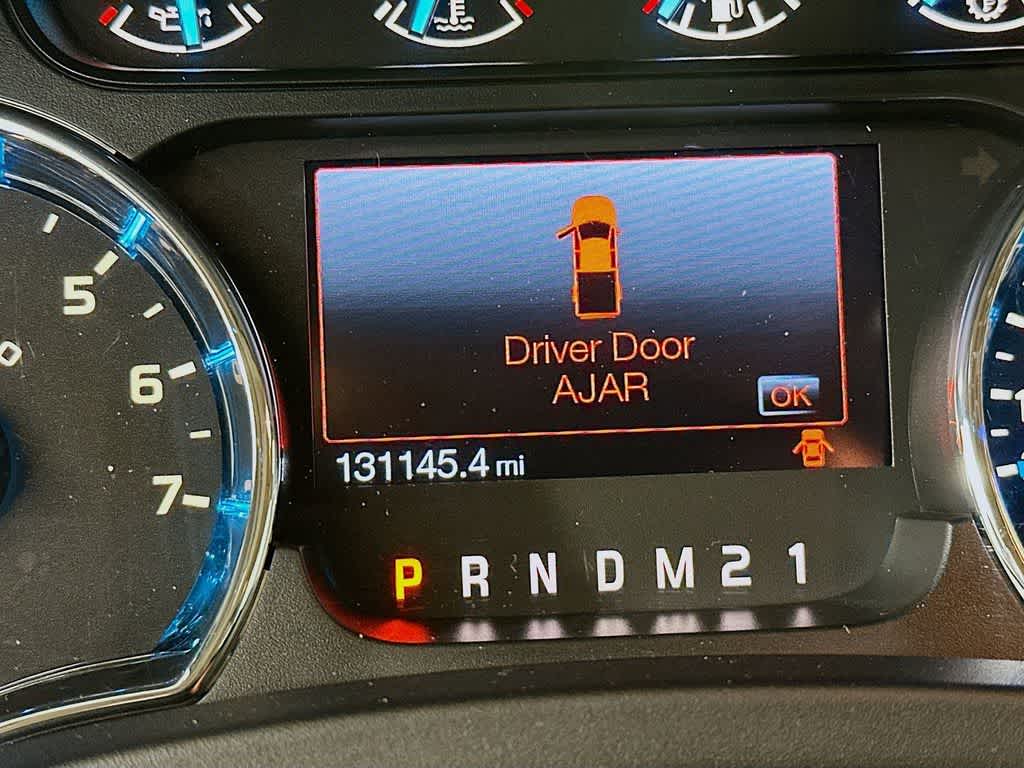 Driver Door
AJAR
OK
131145.4 mi
P R N D M 2 1
5
6
7